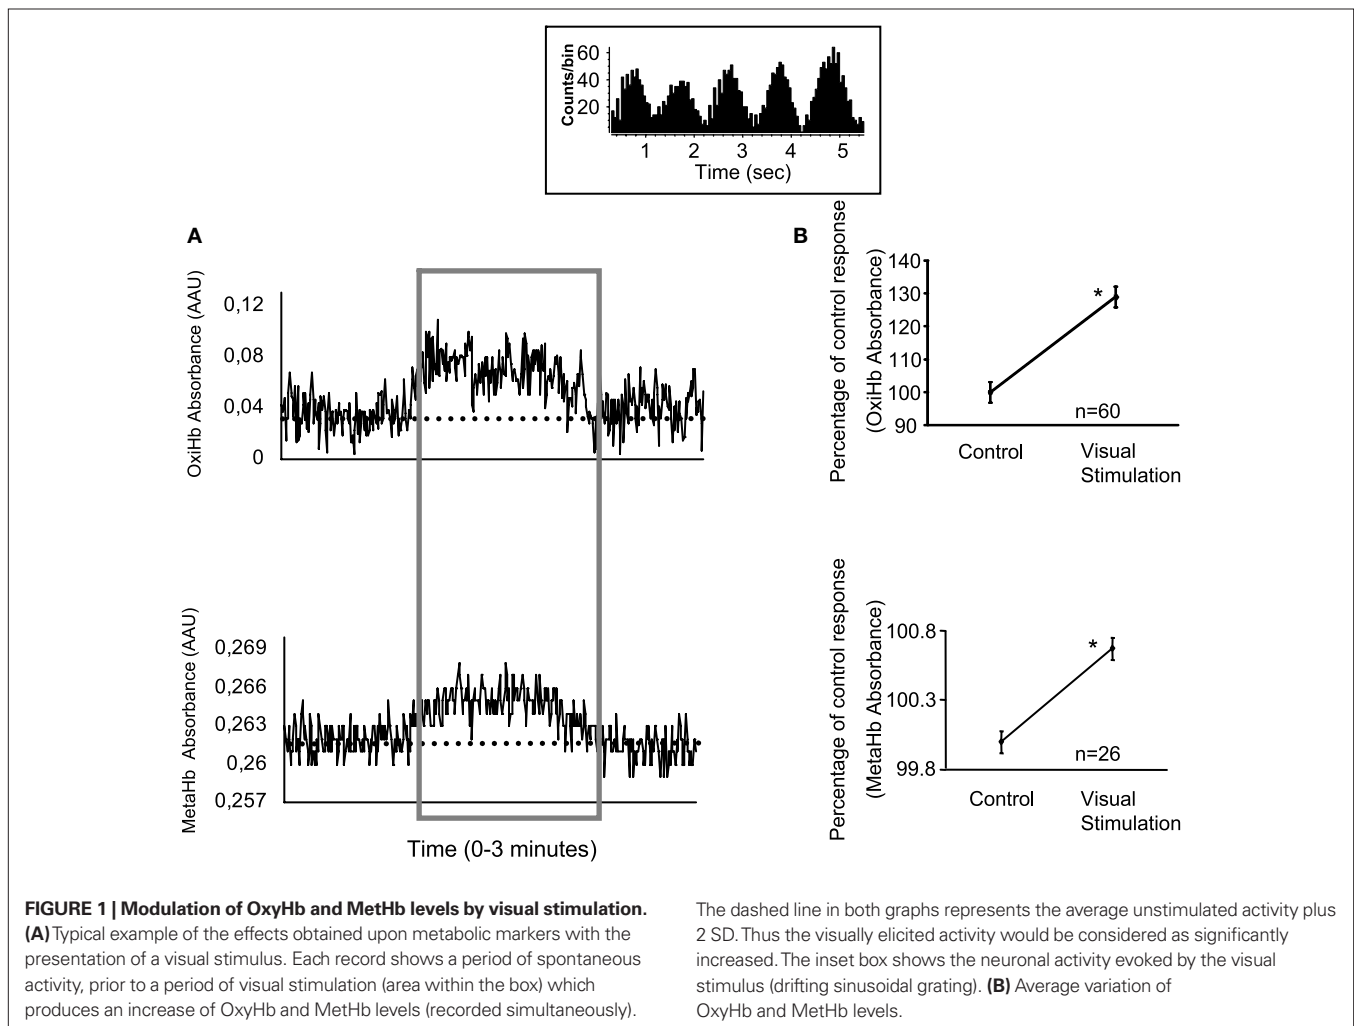 Counts/bin
60
40
20
1 2 3 4 5
Time (sec)
A
OxiHb Absorbance (AAU)
0,12
0,08
0,04
0
MetaHb Absorbance (AAU)
0,269
0,266
0,263
0,26
0,257
Time (0-3 minutes)
B
Percentage of control response
(OxiHb Absorbance)
140
130
120
110
100
90
*
n=60
Control
Visual
Stimulation
Percentage of control response
(MetaHb Absorbance)
100.8
100.3
99.8
*
n=26
Control
Visual
Stimulation
FIGURE 1 | Modulation of OxyHb and MetHb levels by visual stimulation.
(A) Typical example of the effects obtained upon metabolic markers with the
presentation of a visual stimulus. Each record shows a period of spontaneous
activity, prior to a period of visual stimulation (area within the box) which
produces an increase of OxyHb and MetHb levels (recorded simultaneously).
The dashed line in both graphs represents the average unstimulated activity plus
2 SD. Thus the visually elicited activity would be considered as significantly
increased. The inset box shows the neuronal activity evoked by the visual
stimulus (drifting sinusoidal grating). (B) Average variation of
OxyHb and MetHb levels.